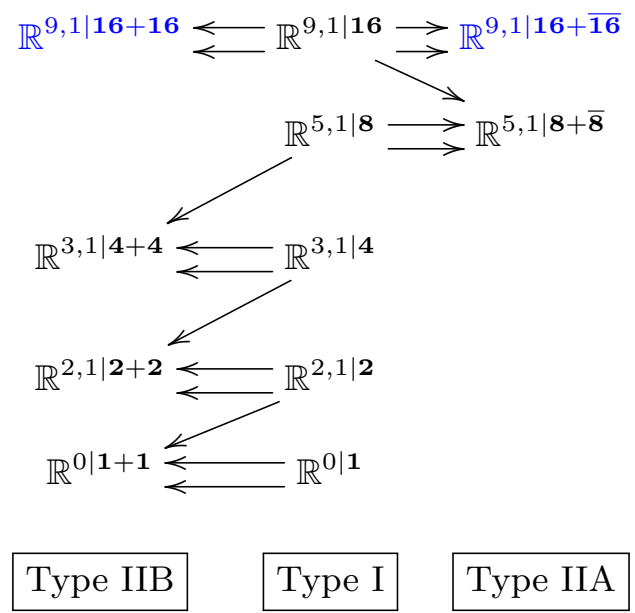 ℝ^{9,1|𝟏𝟔+𝟏𝟔} ⇇ ℝ^{9,1|𝟏𝟔} ⇉ ℝ^{9,1|𝟏𝟔+\overline{𝟏𝟔}}
ℝ^{5,1|𝟖} ⇉ ℝ^{5,1|𝟖+\overline{𝟖}}
ℝ^{3,1|𝟒+𝟒} ⇇ ℝ^{3,1|𝟒}
ℝ^{2,1|𝟐+𝟐} ⇇ ℝ^{2,1|𝟐}
ℝ^{0|𝟏+𝟏} ⇇ ℝ^{0|𝟏}
Type IIB Type I Type IIA